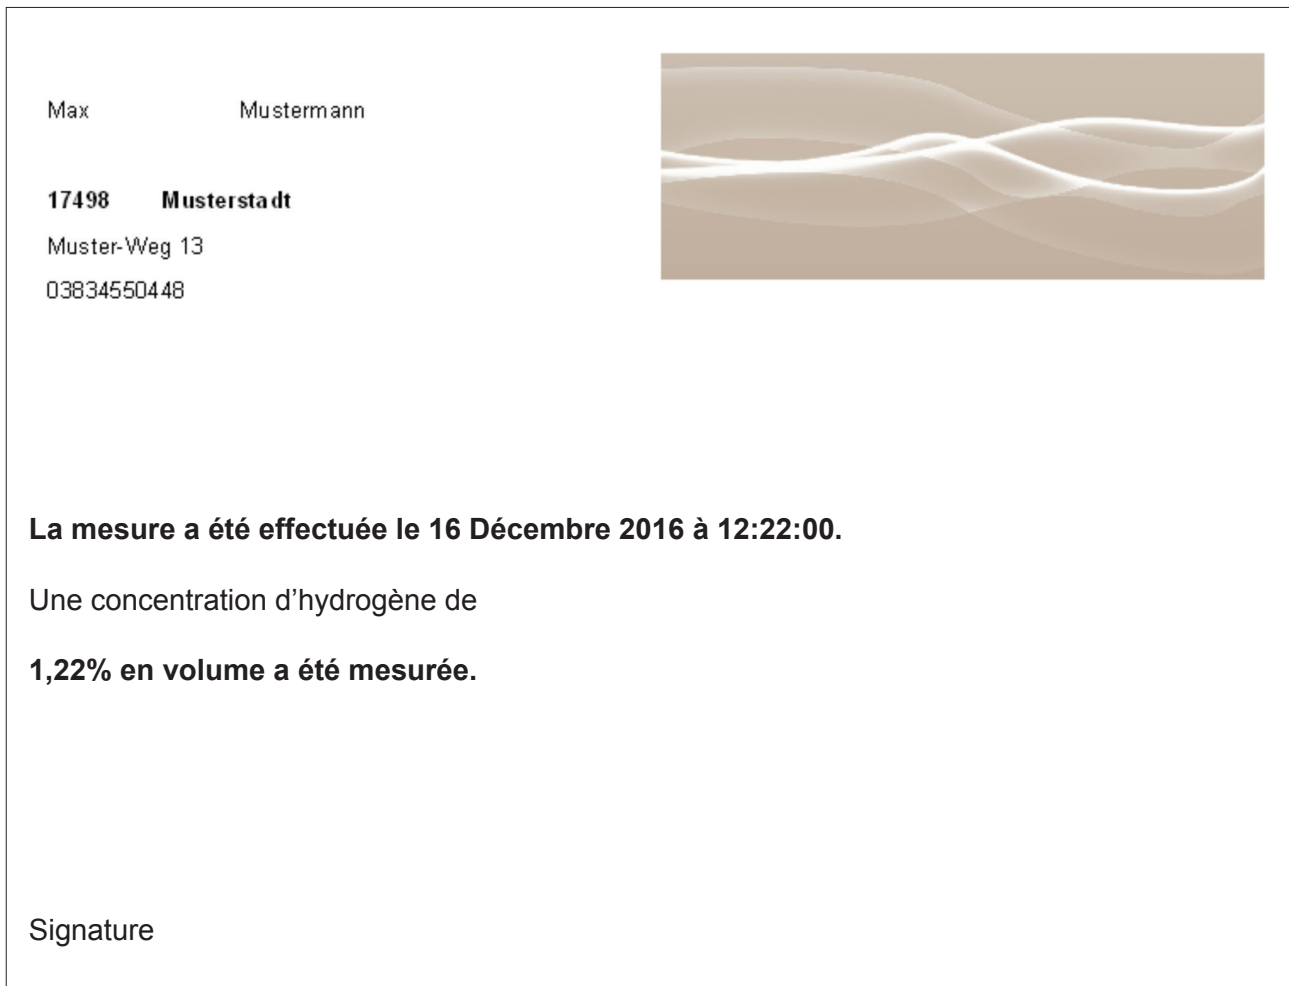 Max Mustermann
17498 Musterstadt
Muster-Weg 13
03834550448
La mesure a été effectuée le 16 Décembre 2016 à 12:22:00.
Une concentration d’hydrogène de
1,22% en volume a été mesurée.
Signature